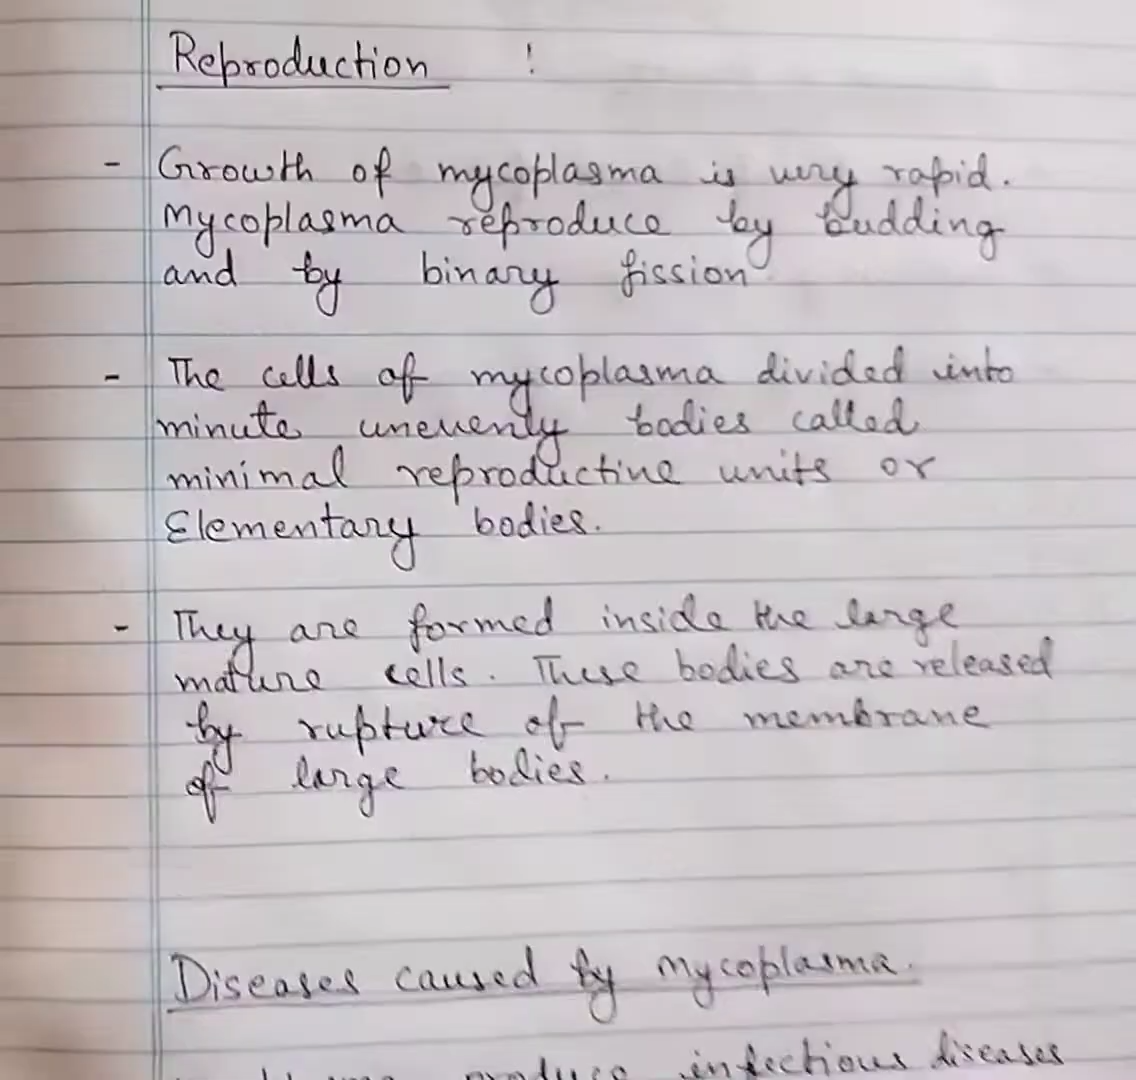 Reproduction :
- Growth of mycoplasma is very rapid.
Mycoplasma reproduce by budding
and by binary fission
- The cells of mycoplasma divided into
minute unevenly bodies called
minimal reproductive units or
Elementary bodies.
- They are formed inside the large
mature cells. These bodies are released
by rupture of the membrane
of large bodies.
Diseases caused by mycoplasma.
produce infectious diseases